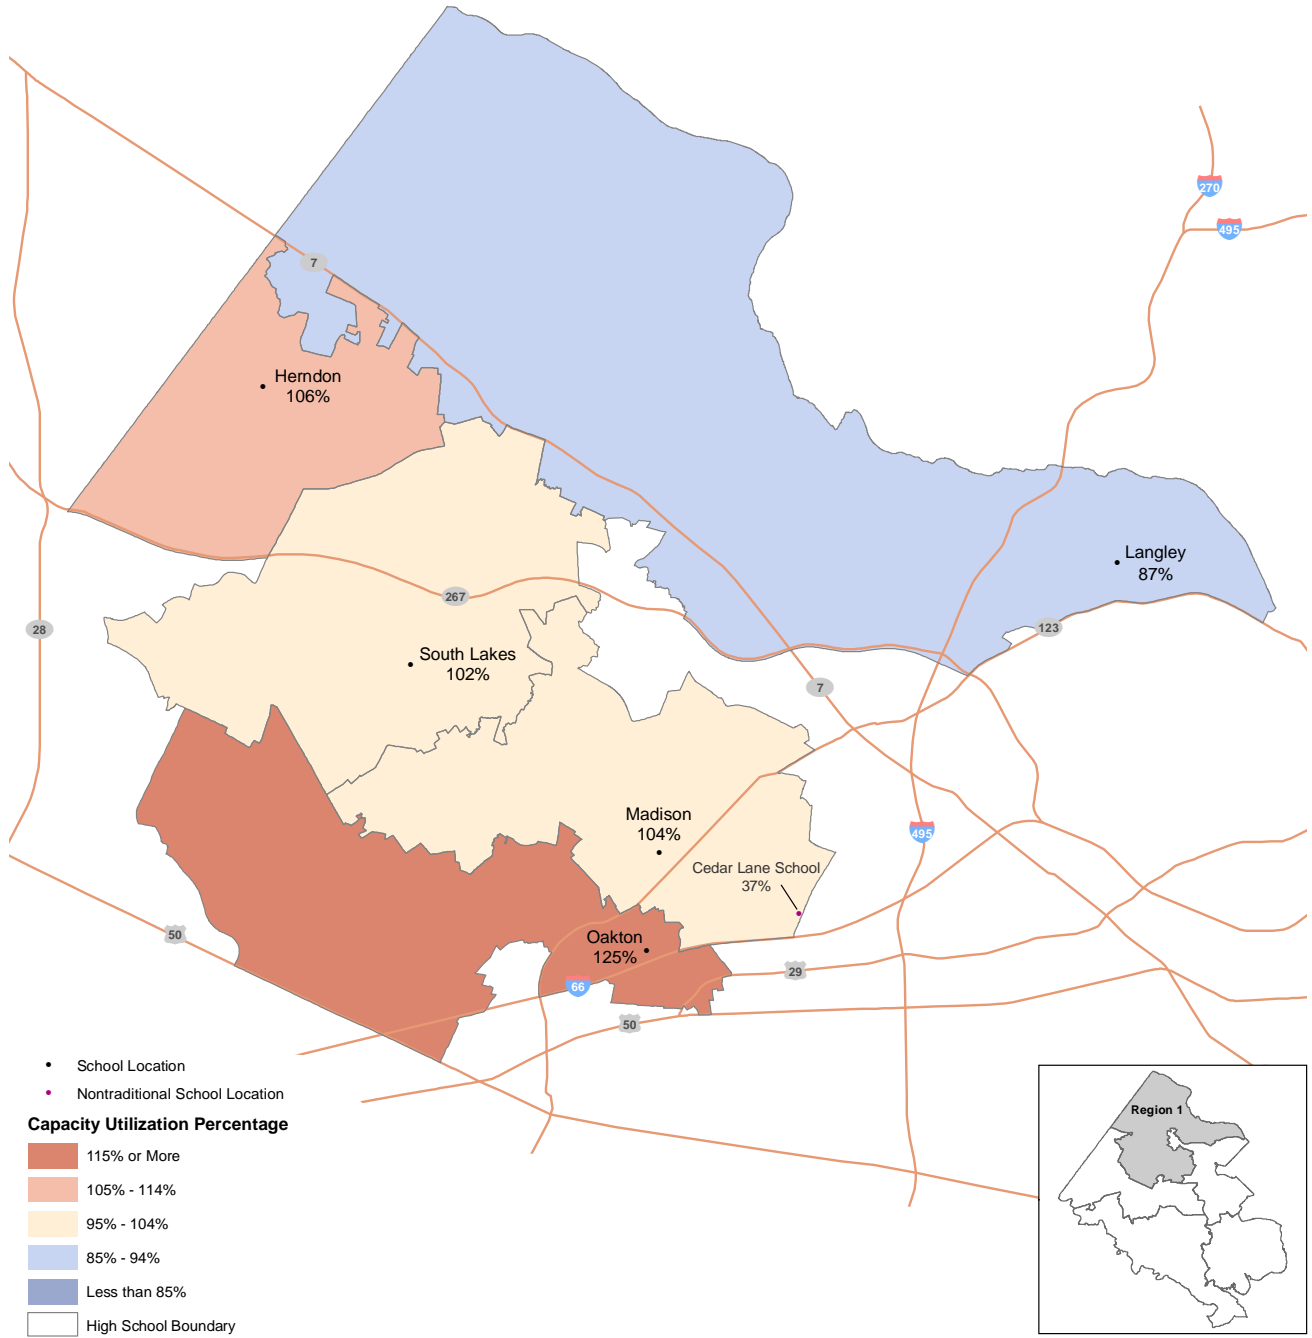 270
495
7
Herndon
106%
Langley
87%
267
123
28
South Lakes
102%
7
Madison
104%
495
Cedar Lane School
37%
50
Oakton
125%
29
66
50
School Location
Nontraditional School Location
Capacity Utilization Percentage
115% or More
105% - 114%
95% - 104%
85% - 94%
Less than 85%
High School Boundary
Region 1